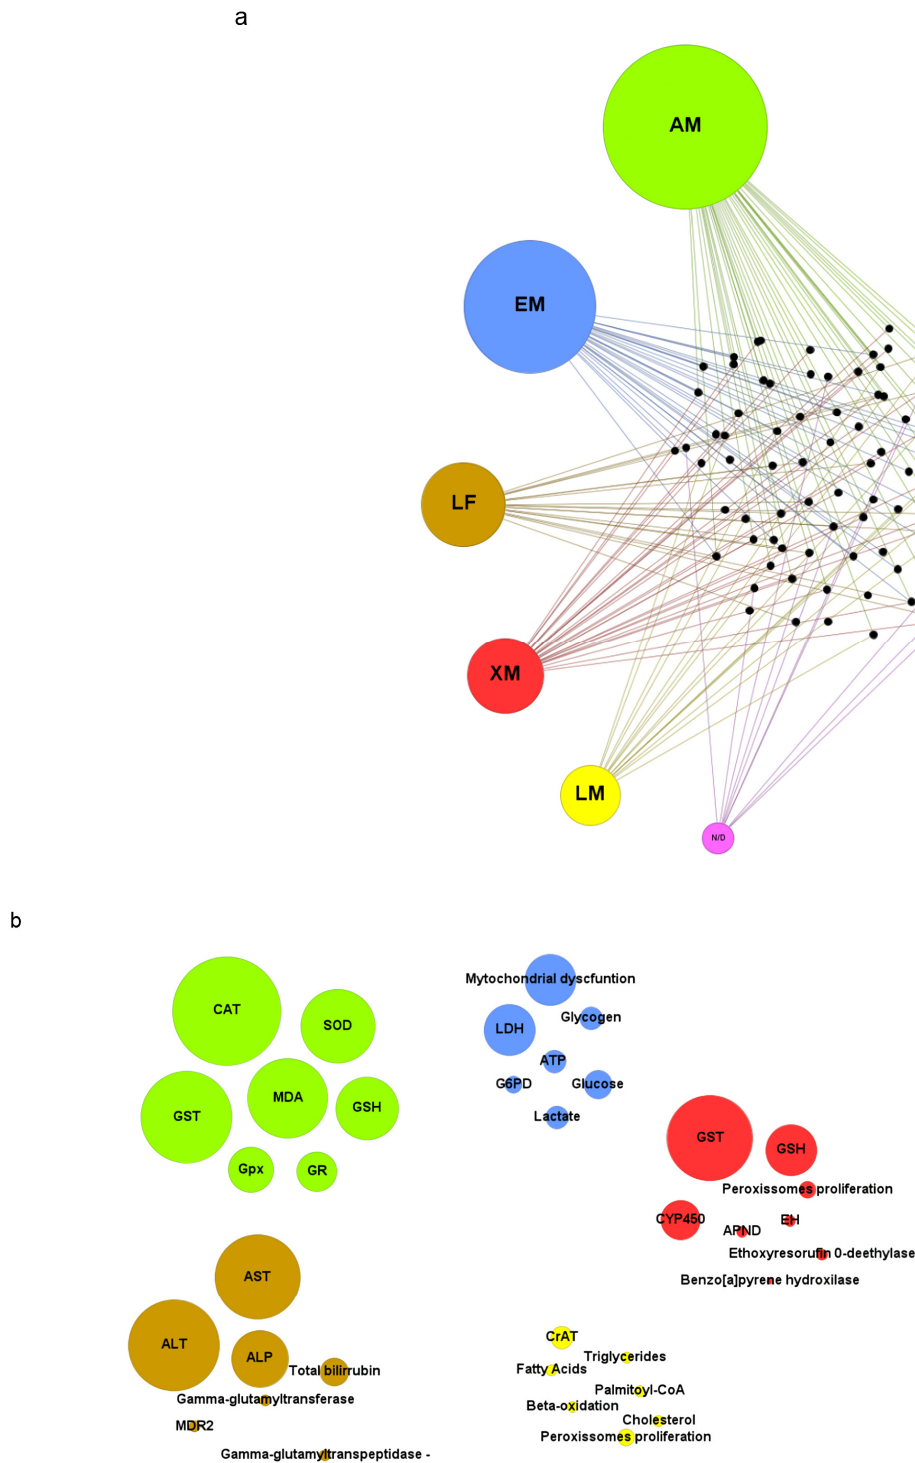 a
AM
EM
LF
XM
LM
N/D
b
CAT
SOD
GST
MDA
GSH
Gpx
GR
Mytochondrial dyscfuntion
LDH
Glycogen
ATP
G6PD
Glucose
Lactate
GST
GSH
Peroxissomes proliferation
CYP450
APND
EH
Ethoxyresorufin 0-deethylase
Benzo[a]pyrene hydroxilase
AST
ALT
ALP
Total bilirrubin
Gamma-glutamyltransferase
MDR2
Gamma-glutamyltranspeptidase -
CrAT
Triglycerides
Fatty Acids
Palmitoyl-CoA
Beta-oxidation
Cholesterol
Peroxissomes proliferation